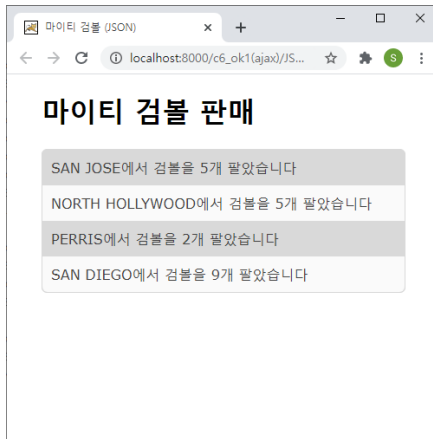 마이티 검볼 (JSON)
localhost:8000/c6_ok1(ajax)/JS...
S
마이티 검볼 판매
SAN JOSE에서 검볼을 5개 팔았습니다
NORTH HOLLYWOOD에서 검볼을 5개 팔았습니다
PERRIS에서 검볼을 2개 팔았습니다
SAN DIEGO에서 검볼을 9개 팔았습니다